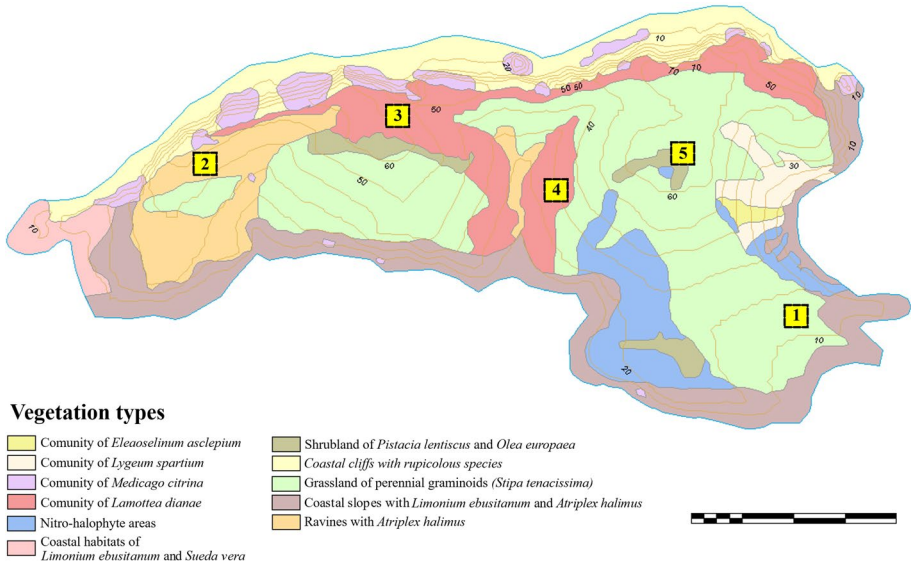 10
20
10
70
70
50
10
50 50
60
3
40
2
5
10
30
60
50
4
60
10
1
10
20
Vegetation types
Comunity of Eleaoselinum asclepium
Comunity of Lygeum spartium
Comunity of Medicago citrina
Comunity of Lamottea dianae
Nitro-halophyte areas
Coastal habitats of
Limonium ebusitanum and Sueda vera
Shrubland of Pistacia lentiscus and Olea europaea
Coastal cliffs with rupicolous species
Grassland of perennial graminoids (Stipa tenacissima)
Coastal slopes with Limonium ebusitanum and Atriplex halimus
Ravines with Atriplex halimus